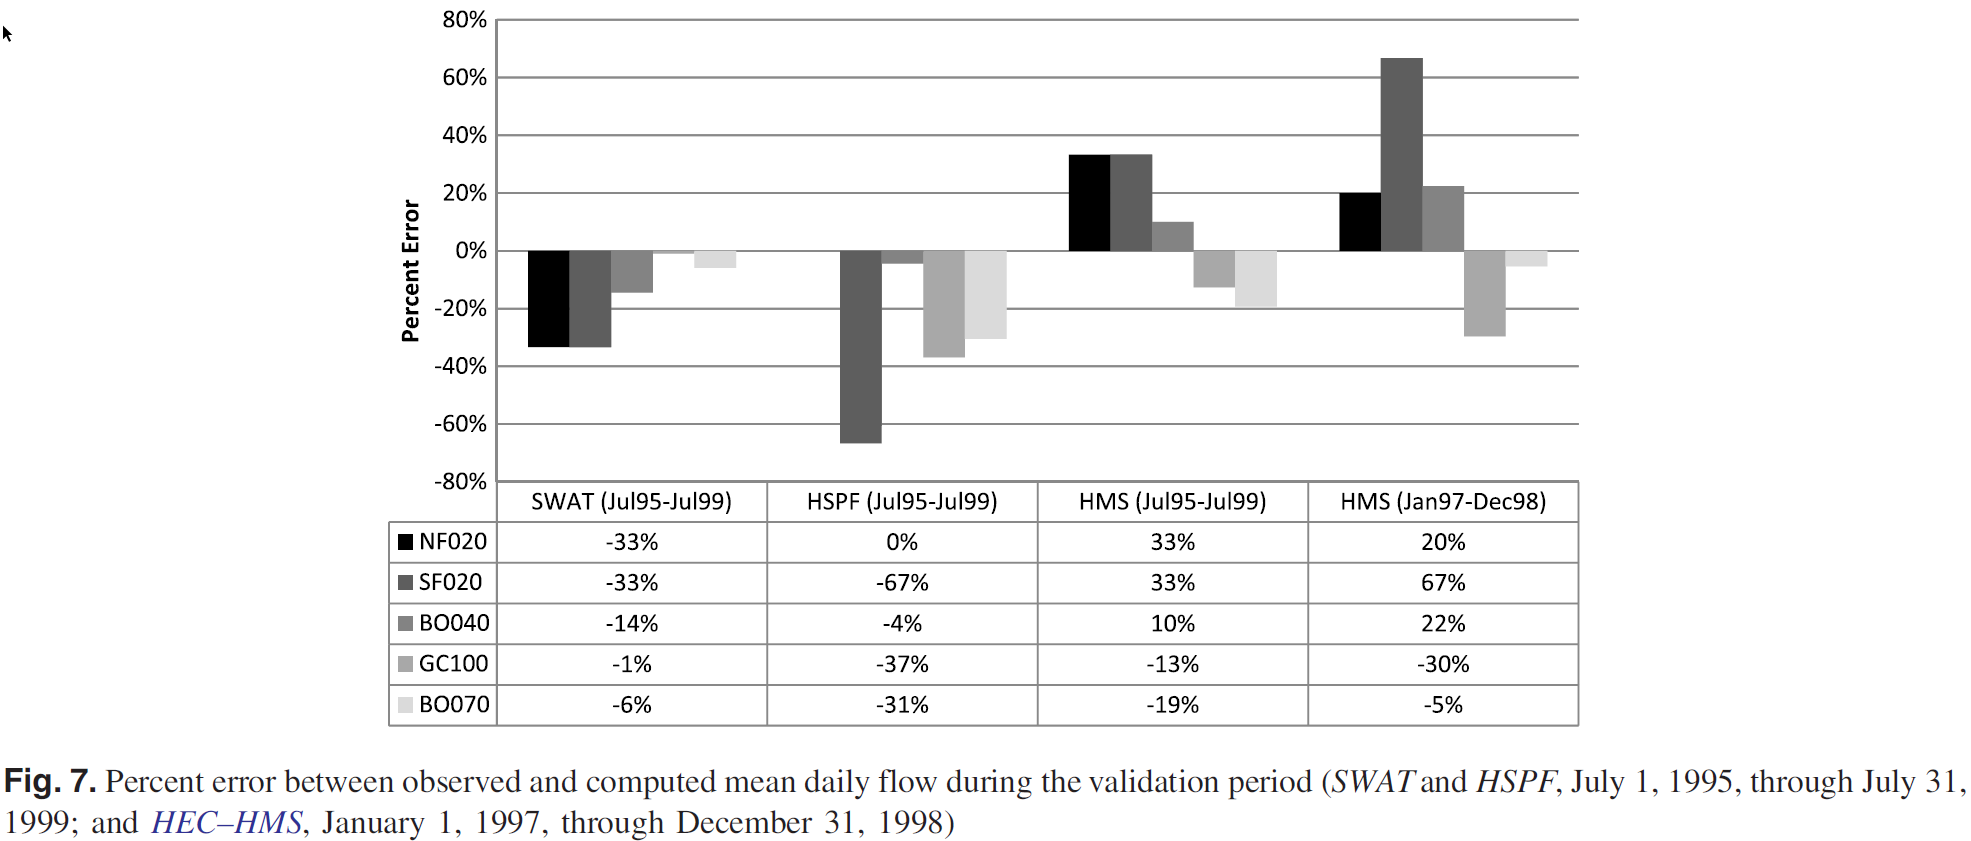 80%
60%
40%
20%
0%
-20%
-40%
-60%
-80%
Percent Error
SWAT (Jul95-Jul99) HSPF (Jul95-Jul99) HMS (Jul95-Jul99) HMS (Jan97-Dec98)
NF020 -33% 0% 33% 20%
SF020 -33% -67% 33% 67%
BO040 -14% -4% 10% 22%
GC100 -1% -37% -13% -30%
BO070 -6% -31% -19% -5%
Fig. 7. Percent error between observed and computed mean daily flow during the validation period (SWAT and HSPF, July 1, 1995, through July 31,
1999; and HEC–HMS, January 1, 1997, through December 31, 1998)